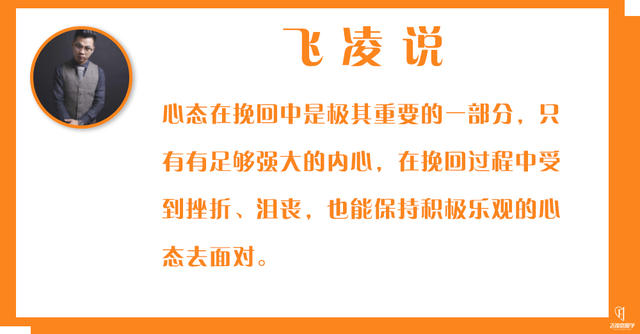 飞凌说
心态在挽回中是极其重要的一部分，只
有有足够强大的内心，在挽回过程中受
到挫折、沮丧，也能保持积极乐观的心
态去面对。